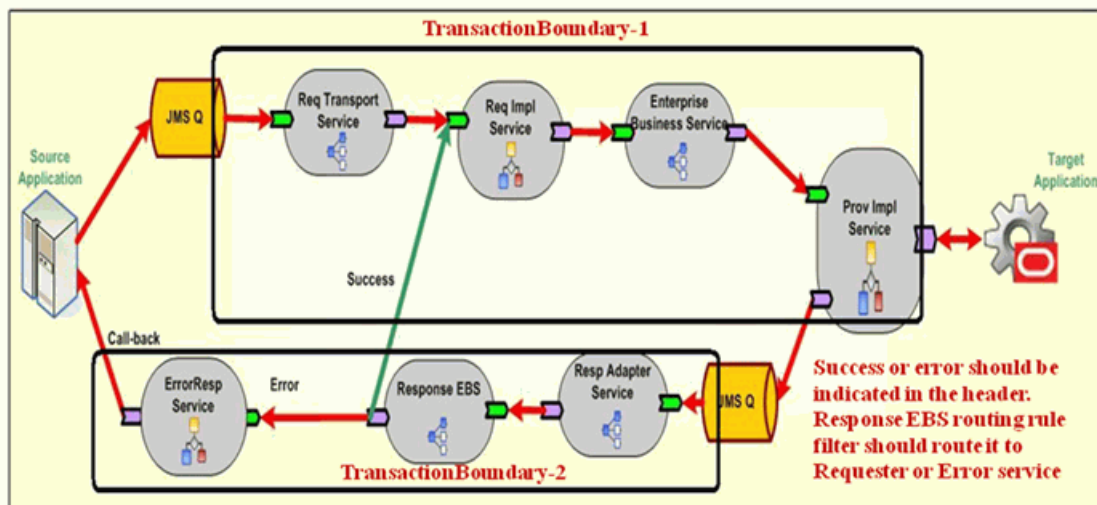 TransactionBoundary-1
JMS Q
Req Transport
Service
Req Impl
Service
Enterprise
Business Service
Source
Application
Target
Application
Prov Impl
Service
Success
Call-back
ErrorResp
Service
Error
Response EBS
Resp Adapter
Service
JMS Q
TransactionBoundary-2
Success or error should be
indicated in the header.
Response EBS routing rule
filter should route it to
Requester or Error service